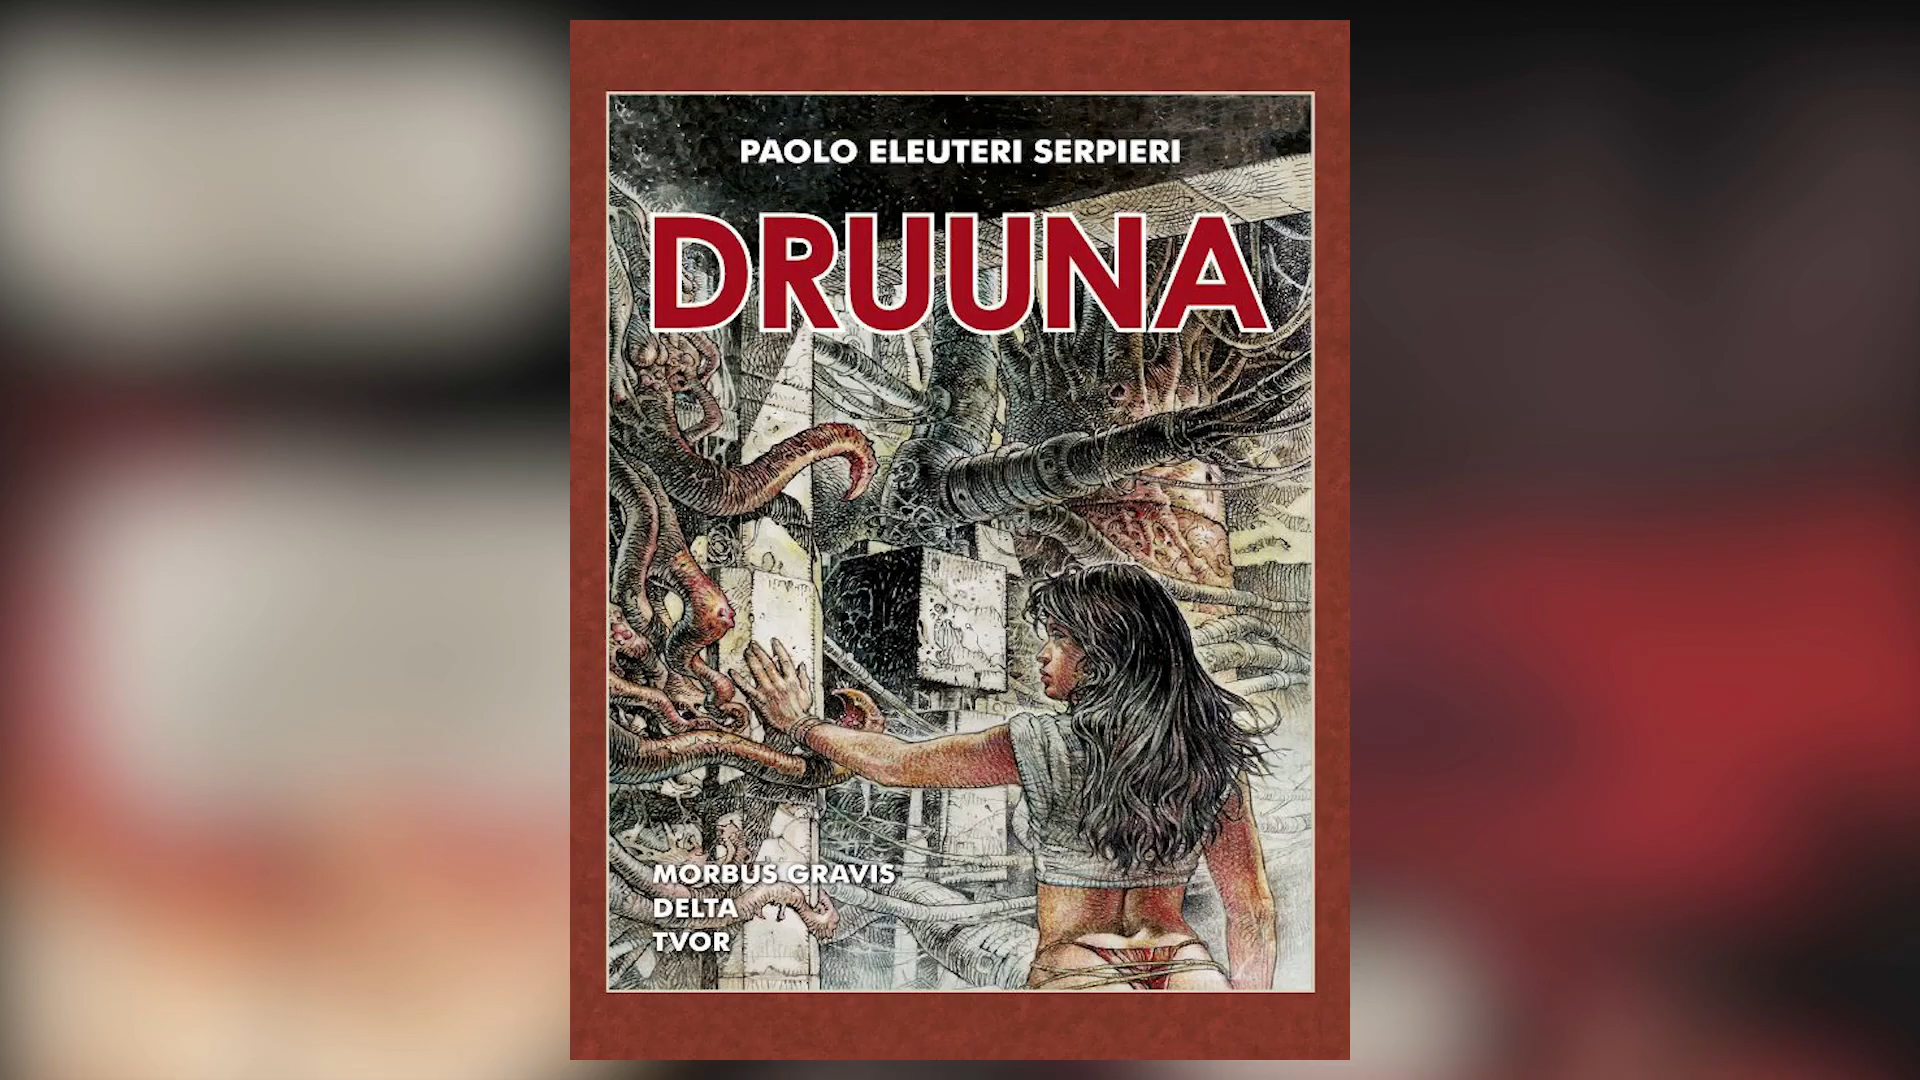 PAOLO ELEUTERI SERPIERI
DRUUNA
MORBUS GRAVIS
DELTA
TVOR